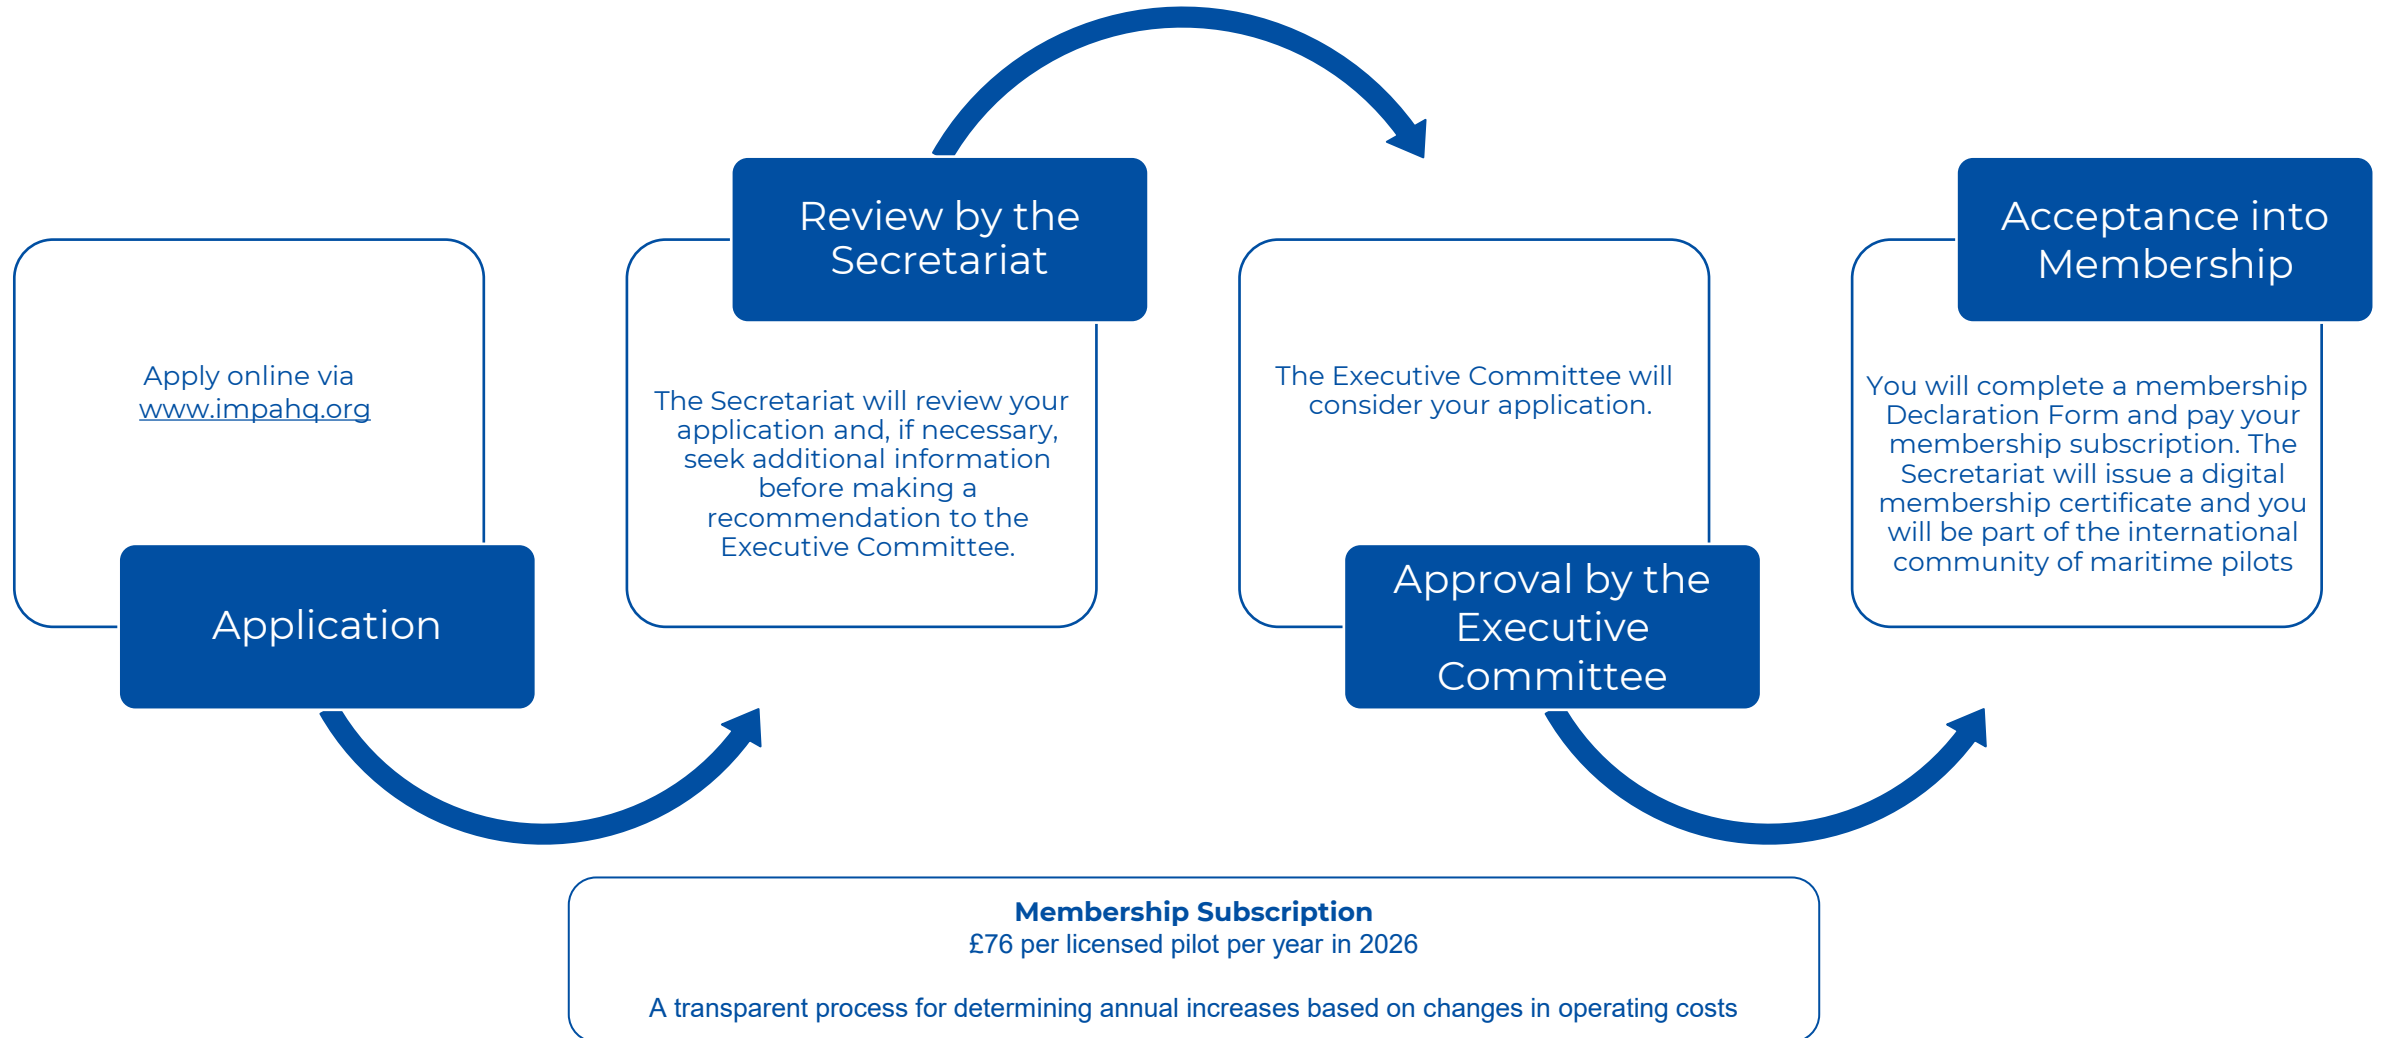 Apply online via
www.impahq.org
Application
Review by the
Secretariat
The Secretariat will review your
application and, if necessary,
seek additional information
before making a
recommendation to the
Executive Committee.
The Executive Committee will
consider your application.
Approval by the
Executive
Committee
Acceptance into
Membership
You will complete a membership
Declaration Form and pay your
membership subscription. The
Secretariat will issue a digital
membership certificate and you
will be part of the international
community of maritime pilots
Membership Subscription
£76 per licensed pilot per year in 2026
A transparent process for determining annual increases based on changes in operating costs